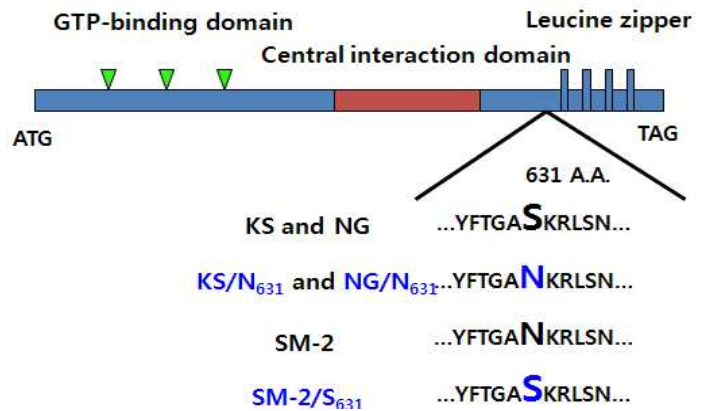 GTP-binding domain
Leucine zipper
Central interaction domain
ATG
TAG
631 A.A.
KS and NG ...YFTGASKRLSN...
KS/N631 and NG/N631...YFTGANKRLSN...
SM-2 ...YFTGANKRLSN...
SM-2/S631 ...YFTGASKRLSN...